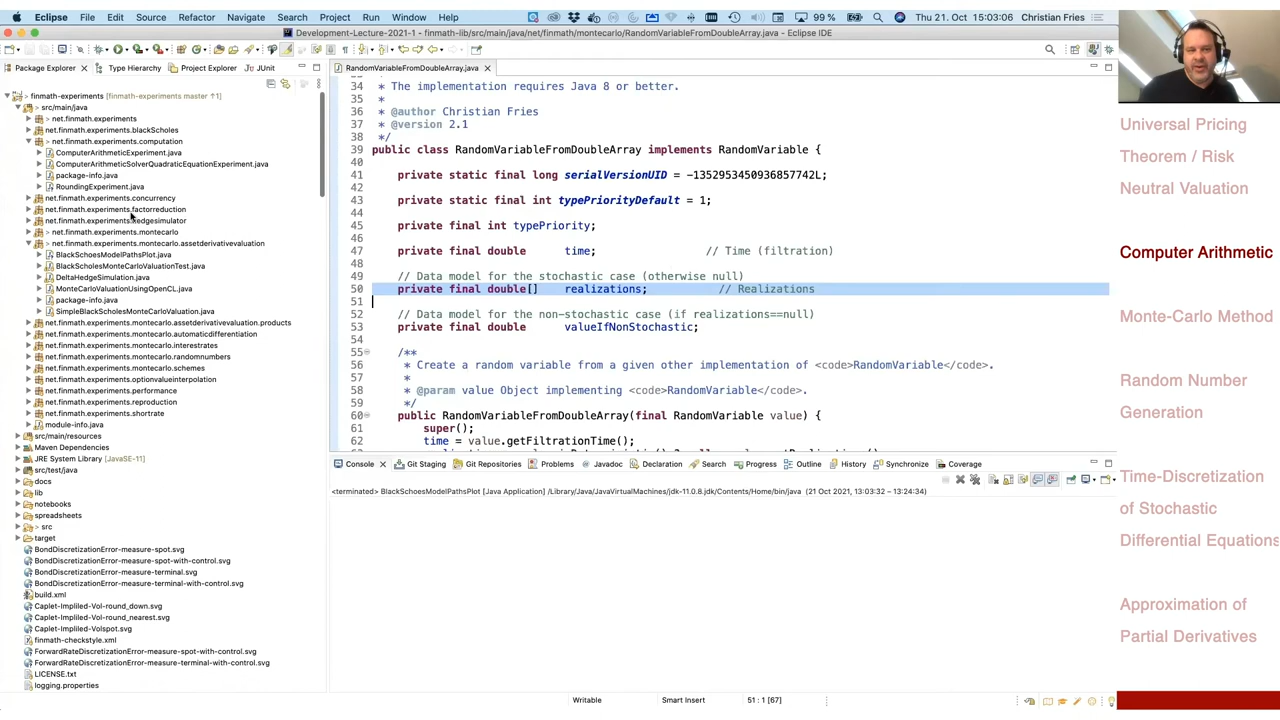 Eclipse File Edit Source Refactor Navigate Search Project Run Window Help 99 % Thu 21. Oct 15:03:06 Christian Fries
Development-Lecture-2021-1 - finmath-lib/src/main/java/net/finmath/montecarlo/RandomVariableFromDoubleArray.java - Eclipse IDE
Package Explorer Type Hierarchy Project Explorer JUnit
> finmath-experiments [finmath-experiments master ↑1]
> src/main/java
> net.finmath.experiments
net.finmath.experiments.blackScholes
> net.finmath.experiments.computation
ComputerArithmeticExperiment.java
ComputerArithmeticSolverQuadraticEquationExperiment.java
package-info.java
RoundingExperiment.java
net.finmath.experiments.concurrency
net.finmath.experiments.factorreduction
net.finmath.experiments.hedgesimulator
> net.finmath.experiments.montecarlo
> net.finmath.experiments.montecarlo.assetderivativevaluation
BlackSchoesModelPathsPlot.java
BlackScholesMonteCarloValuationTest.java
DeltaHedgeSimulation.java
MonteCarloValuationUsingOpenCL.java
package-info.java
SimpleBlackScholesMonteCarloValuation.java
net.finmath.experiments.montecarlo.assetderivativevaluation.products
net.finmath.experiments.montecarlo.automaticdifferentiation
net.finmath.experiments.montecarlo.interestrates
net.finmath.experiments.montecarlo.randomnumbers
net.finmath.experiments.montecarlo.schemes
net.finmath.experiments.optionvalueinterpolation
net.finmath.experiments.performance
net.finmath.experiments.reproduction
net.finmath.experiments.shortrate
module-info.java
src/main/resources
Maven Dependencies
JRE System Library [JavaSE-11]
src/test/java
docs
lib
notebooks
spreadsheets
> src
target
BondDiscretizationError-measure-spot.svg
BondDiscretizationError-measure-spot-with-control.svg
BondDiscretizationError-measure-terminal.svg
BondDiscretizationError-measure-terminal-with-control.svg
build.xml
Caplet-Impliled-Vol-round_down.svg
Caplet-Impliled-Vol-round_nearest.svg
Caplet-Impliled-Volspot.svg
finmath-checkstyle.xml
ForwardRateDiscretizationError-measure-spot-with-control.svg
ForwardRateDiscretizationError-measure-terminal-with-control.svg
LICENSE.txt
logging.properties
RandomVariableFromDoubleArray.java
34 * The implementation requires Java 8 or better.
35 *
36 * @author Christian Fries
37 * @version 2.1
38 */
39 public class RandomVariableFromDoubleArray implements RandomVariable {
40
41 private static final long serialVersionUID = -1352953450936857742L;
42
43 private static final int typePriorityDefault = 1;
44
45 private final int typePriority;
46
47 private final double time; // Time (filtration)
48
49 // Data model for the stochastic case (otherwise null)
50 private final double[] realizations; // Realizations
51
52 // Data model for the non-stochastic case (if realizations==null)
53 private final double valueIfNonStochastic;
54
55 /**
56 * Create a random variable from a given other implementation of <code>RandomVariable</code>.
57 *
58 * @param value Object implementing <code>RandomVariable</code>.
59 */
60 public RandomVariableFromDoubleArray(final RandomVariable value) {
61 super();
62 time = value.getFiltrationTime();
Console Git Staging Git Repositories Problems Javadoc Declaration Search Progress Outline History Synchronize Coverage
<terminated> BlackSchoesModelPathsPlot [Java Application] /Library/Java/JavaVirtualMachines/jdk-11.0.8.jdk/Contents/Home/bin/java (21 Oct 2021, 13:03:32 – 13:24:34)
Writable Smart Insert 51 : 1 [67]
Universal Pricing
Theorem / Risk
Neutral Valuation
Computer Arithmetic
Monte-Carlo Method
Random Number
Generation
Time-Discretization
of Stochastic
Differential Equations
Approximation of
Partial Derivatives